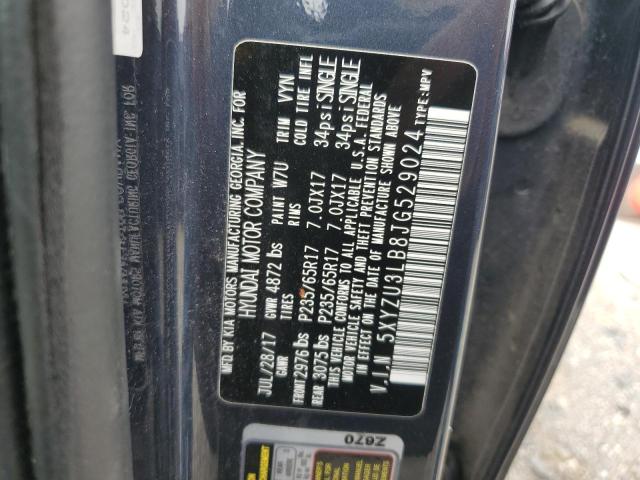 MFD BY KIA MOTORS MANUFACTURING GEORGIA, INC. FOR
HYUNDAI MOTOR COMPANY
JUL/28/17 GVWR 4872 lbs PAINT W7U TRIM VYN
GAWR TIRES RIMS COLD TIRE INFL
FRONT 2976 lbs P235/65R17 7.0JX17 34psi SINGLE
REAR 3075 lbs P235/65R17 7.0JX17 34psi SINGLE
THIS VEHICLE CONFORMS TO ALL APPLICABLE U.S.A. FEDERAL
MOTOR VEHICLE SAFETY AND THEFT PREVENTION STANDARDS
IN EFFECT ON THE DATE OF MANUFACTURE SHOWN ABOVE
V.I.N 5XYZU3LB8JG529024 TYPE:MPV
Z670